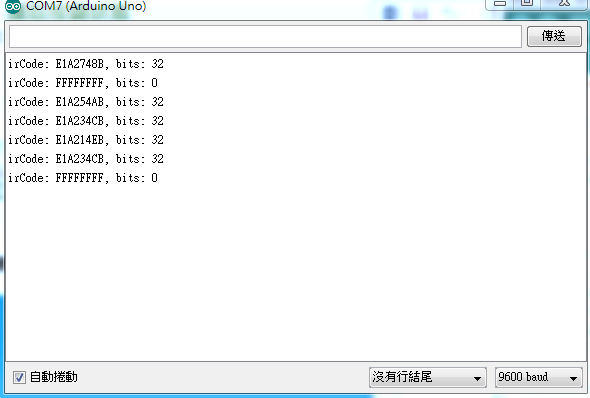 COM7 (Arduino Uno)
傳送
irCode: E1A2748B, bits: 32
irCode: FFFFFFFF, bits: 0
irCode: E1A254AB, bits: 32
irCode: E1A234CB, bits: 32
irCode: E1A214EB, bits: 32
irCode: E1A234CB, bits: 32
irCode: FFFFFFFF, bits: 0
自動捲動
沒有行結尾
9600 baud